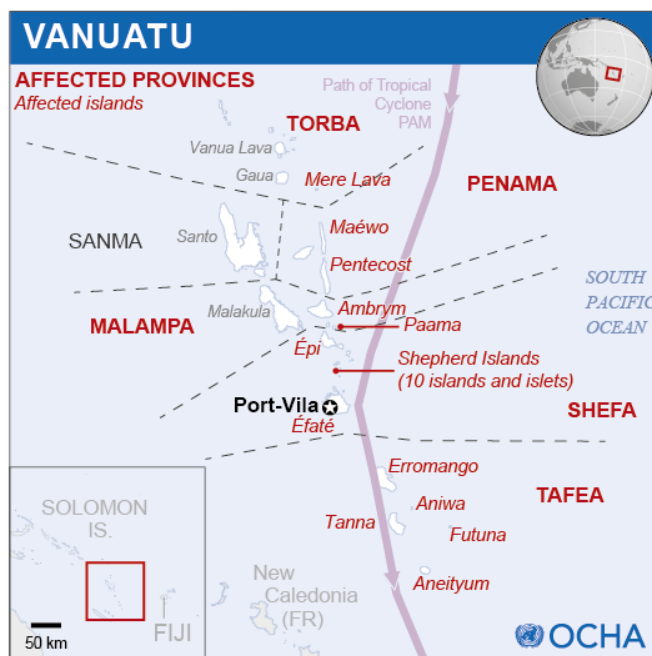 VANUATU
AFFECTED PROVINCES
Affected islands
Path of Tropical
Cyclone
PAM
TORBA
Vanua Lava
Gaua
Mere Lava
PENAMA
SANMA
Santo
Maéwo
Pentecost
SOUTH
PACIFIC
OCEAN
Malakula
MALAMPA
Ambrym
Paama
Épi
Shepherd Islands
(10 islands and islets)
Port-Vila
Éfaté
SHEFA
Erromango
TAFEA
Aniwa
Tanna
Futuna
Aneityum
SOLOMON
IS.
FIJI
50 km
New
Caledonia
(FR)
OCHA